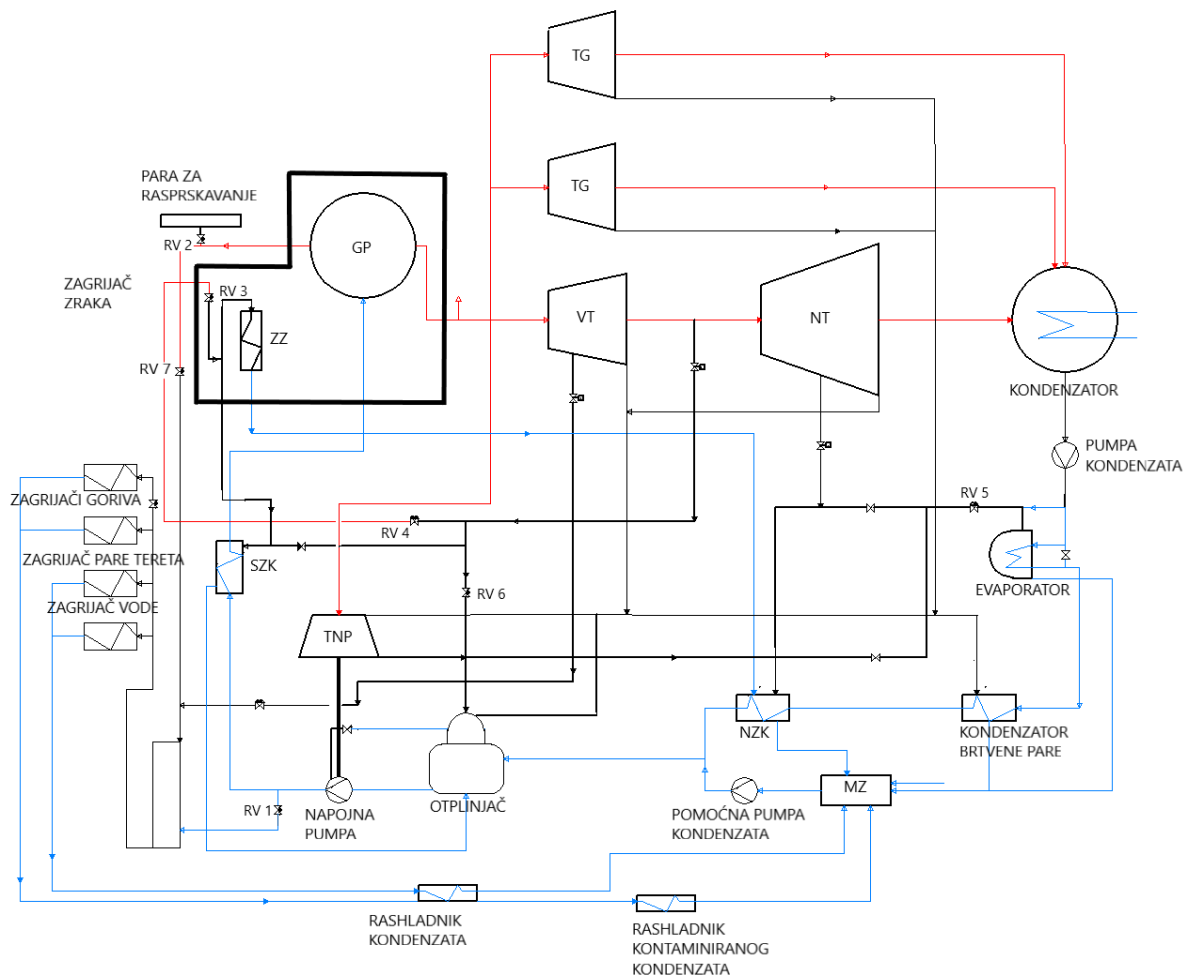 TG
TG
PARA ZA
RASPRSKAVANJE
RV 2
GP
ZAGRIJAČ
ZRAKA
RV 3
ZZ
VT
NT
RV 7
KONDENZATOR
PUMPA
KONDENZATA
ZAGRIJAČI GORIVA
RV 5
RV 4
ZAGRIJAČ PARE TERETA
SZK
EVAPORATOR
ZAGRIJAČ VODE
RV 6
TNP
NZK
KONDENZATOR
BRTVENE PARE
MZ
RV 1
NAPOJNA
PUMPA
OTPLINJAČ
POMOĆNA PUMPA
KONDENZATA
RASHLADNIK
KONDENZATA
RASHLADNIK
KONTAMINIRANOG
KONDENZATA